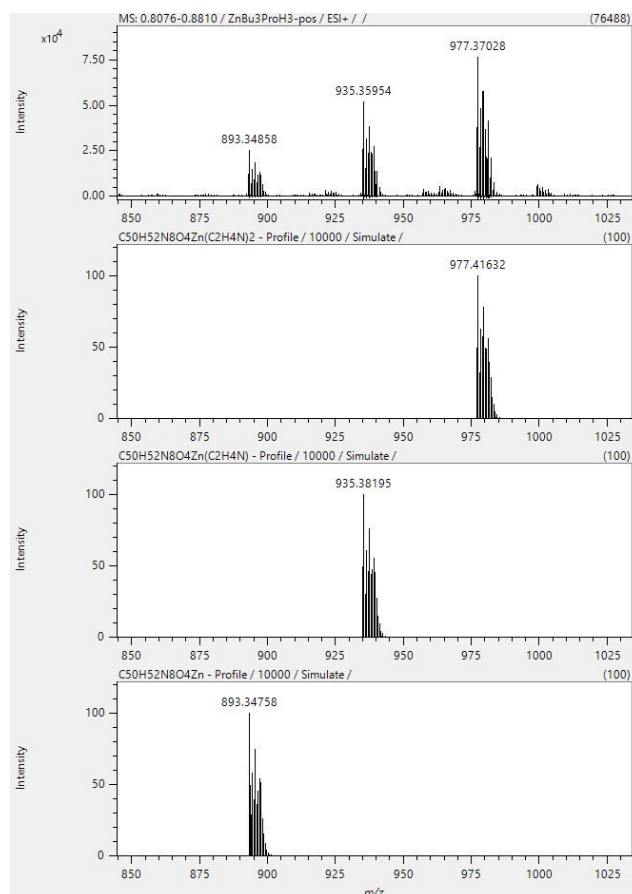 MS: 0.8076-0.8810 / ZnBu3ProH3-pos / ESI+ / / (76488)
x10⁴
977.37028
7.50
935.35954
5.00
893.34858
2.50
0.00
Intensity
850 875 900 925 950 975 1000 1025
C50H52N8O4Zn(C2H4N)2 - Profile / 10000 / Simulate / (100)
977.41632
100
50
0
Intensity
850 875 900 925 950 975 1000 1025
C50H52N8O4Zn(C2H4N) - Profile / 10000 / Simulate / (100)
935.38195
100
50
0
Intensity
850 875 900 925 950 975 1000 1025
C50H52N8O4Zn - Profile / 10000 / Simulate / (100)
893.34758
100
50
0
Intensity
850 875 900 925 950 975 1000 1025
m/z